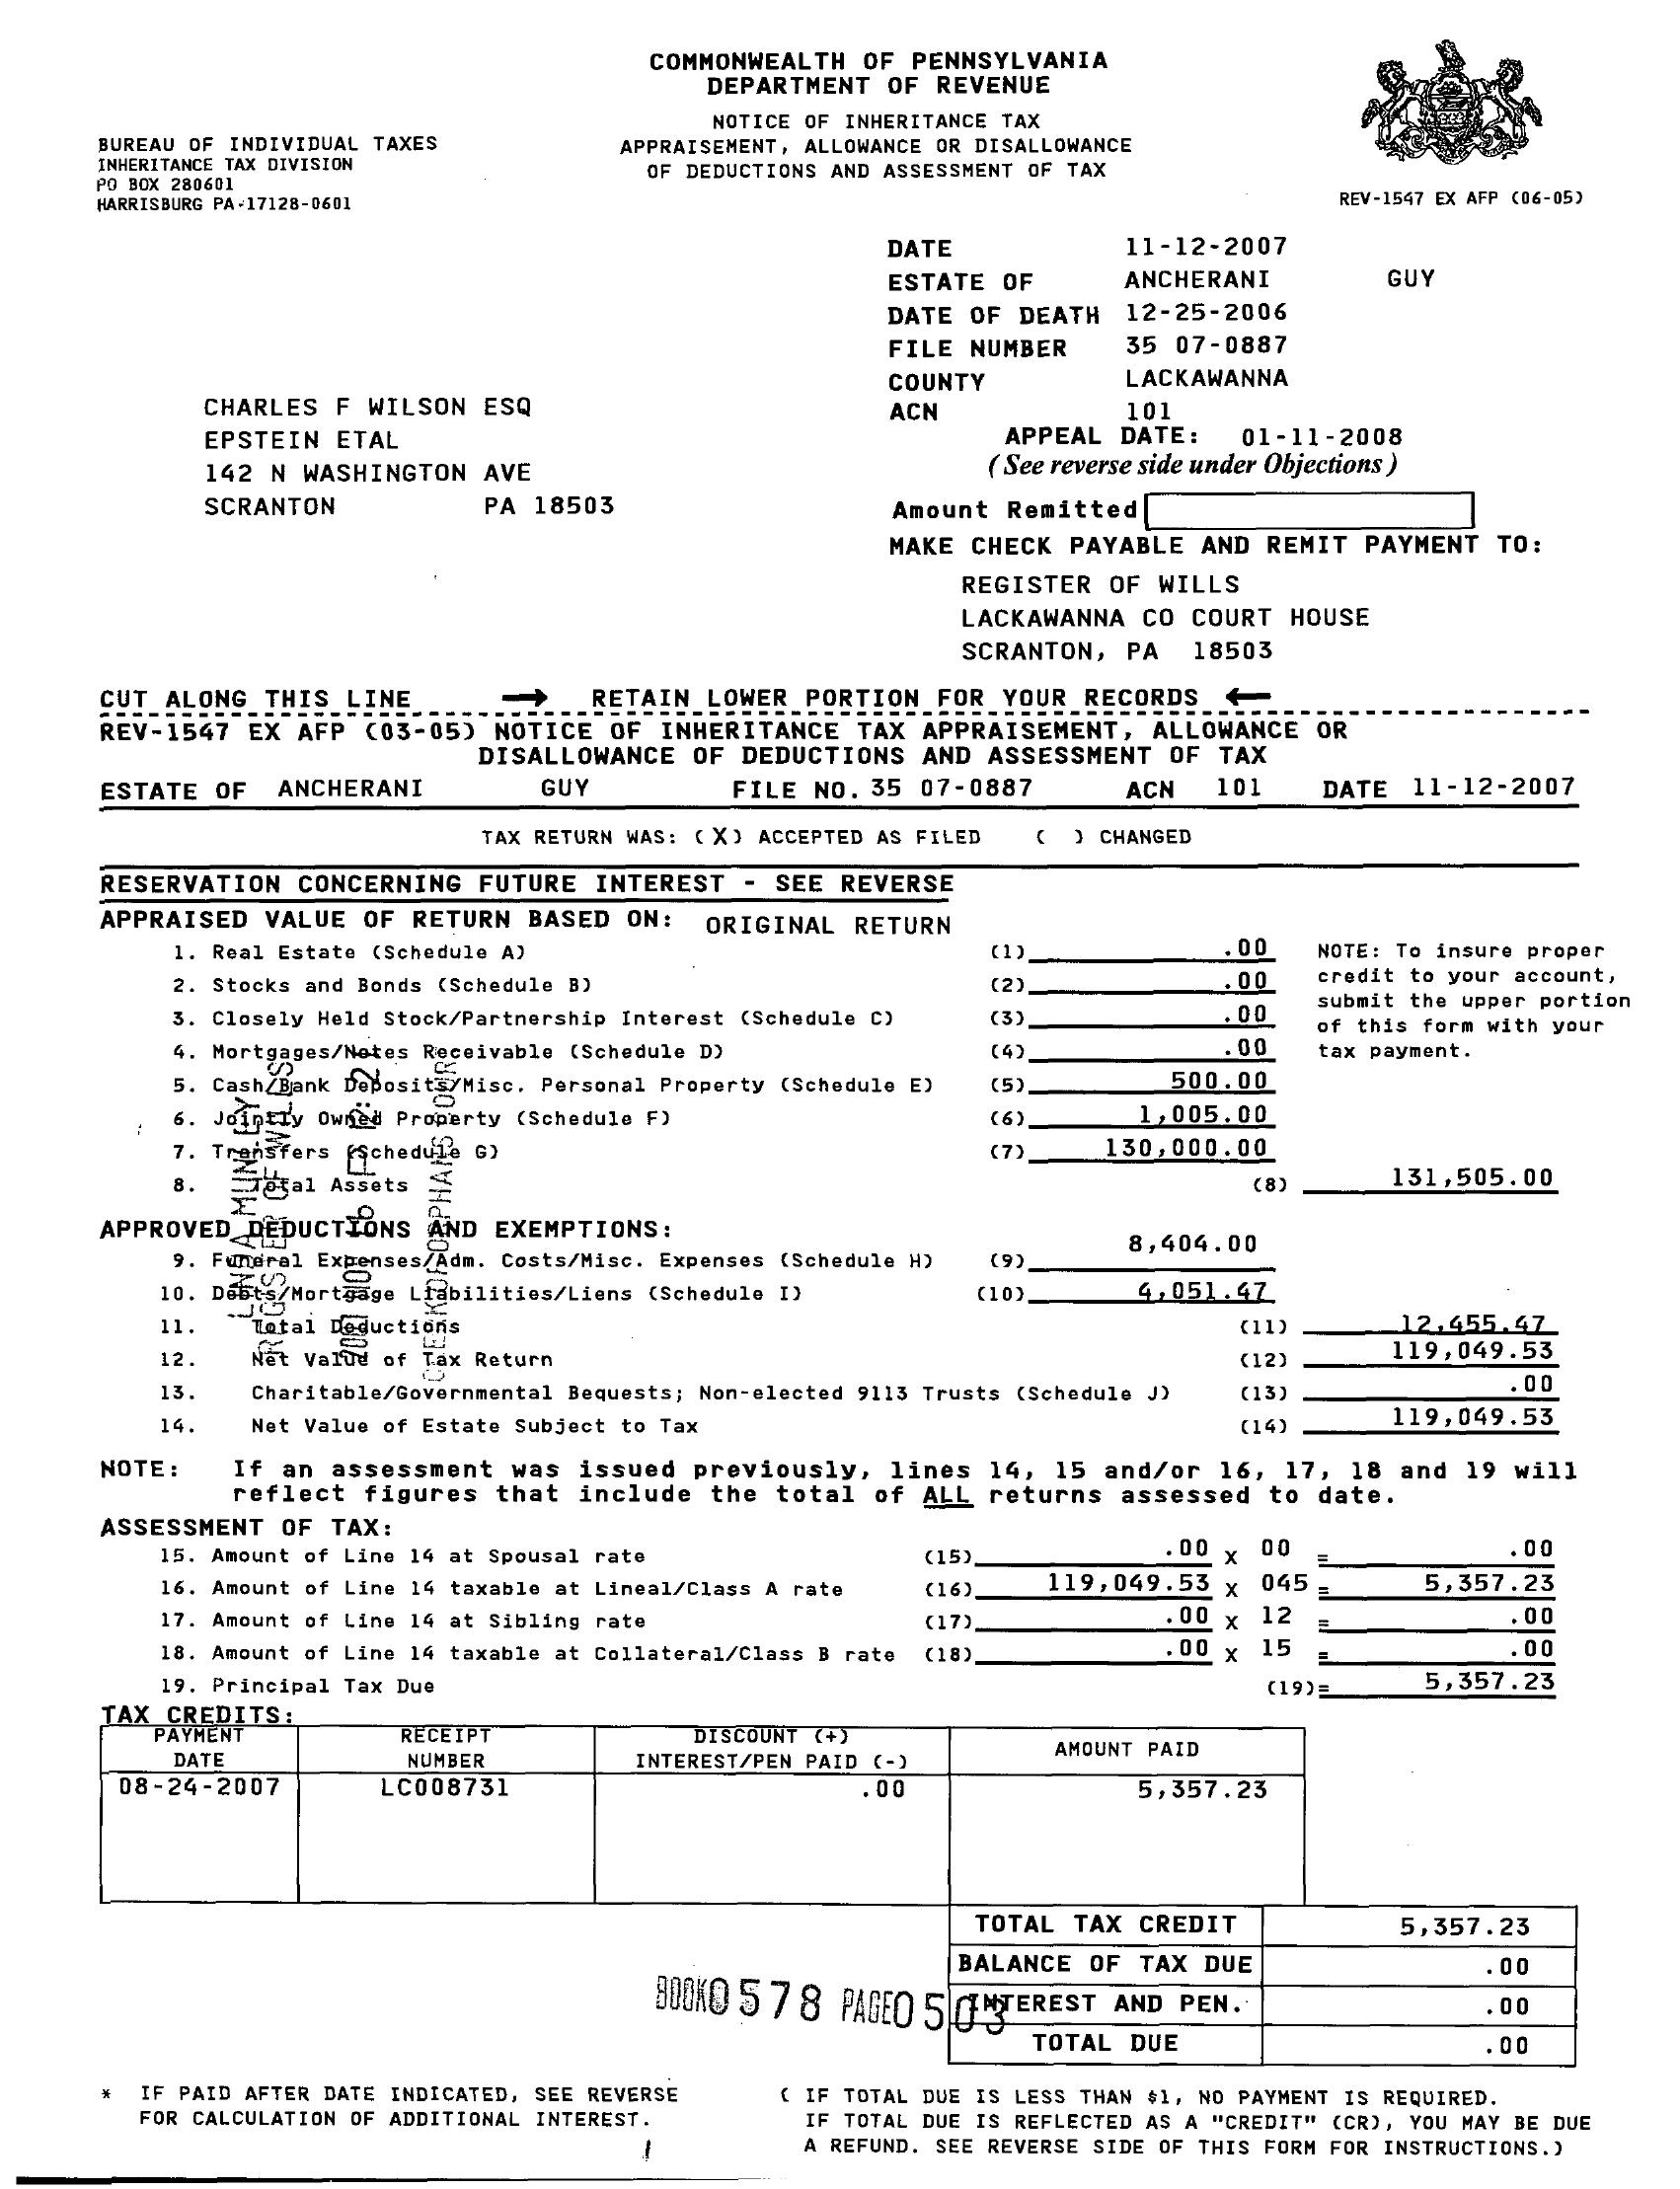 COMMONWEALTH OF PENNSYLVANIA
DEPARTMENT OF REVENUE
NOTICE OF INHERITANCE TAX
APPRAISEMENT, ALLOWANCE OR DISALLOWANCE
OF DEDUCTIONS AND ASSESSMENT OF TAX
BUREAU OF INDIVIDUAL TAXES
INHERITANCE TAX DIVISION
PO BOX 280601
HARRISBURG PA 17128-0601
REV-1547 EX AFP (06-05)
DATE 11-12-2007
ESTATE OF ANCHERANI GUY
DATE OF DEATH 12-25-2006
FILE NUMBER 35 07-0887
COUNTY LACKAWANNA
ACN 101
APPEAL DATE: 01-11-2008
(See reverse side under Objections)
CHARLES F WILSON ESQ
EPSTEIN ETAL
142 N WASHINGTON AVE
SCRANTON PA 18503
Amount Remitted
MAKE CHECK PAYABLE AND REMIT PAYMENT TO:
REGISTER OF WILLS
LACKAWANNA CO COURT HOUSE
SCRANTON, PA 18503
CUT ALONG THIS LINE → RETAIN LOWER PORTION FOR YOUR RECORDS ←
REV-1547 EX AFP (03-05) NOTICE OF INHERITANCE TAX APPRAISEMENT, ALLOWANCE OR
DISALLOWANCE OF DEDUCTIONS AND ASSESSMENT OF TAX
ESTATE OF ANCHERANI GUY FILE NO. 35 07-0887 ACN 101 DATE 11-12-2007
TAX RETURN WAS: (X) ACCEPTED AS FILED ( ) CHANGED
RESERVATION CONCERNING FUTURE INTEREST - SEE REVERSE
APPRAISED VALUE OF RETURN BASED ON: ORIGINAL RETURN
1. Real Estate (Schedule A) (1) .00
2. Stocks and Bonds (Schedule B) (2) .00
3. Closely Held Stock/Partnership Interest (Schedule C) (3) .00
4. Mortgages/Notes Receivable (Schedule D) (4) .00
5. Cash/Bank Deposits/Misc. Personal Property (Schedule E) (5) 500.00
6. Jointly Owned Property (Schedule F) (6) 1,005.00
7. Transfers (Schedule G) (7) 130,000.00
8. Total Assets (8) 131,505.00
NOTE: To insure proper
credit to your account,
submit the upper portion
of this form with your
tax payment.
APPROVED DEDUCTIONS AND EXEMPTIONS:
9. Funeral Expenses/Adm. Costs/Misc. Expenses (Schedule H) (9) 8,404.00
10. Debts/Mortgage Liabilities/Liens (Schedule I) (10) 4,051.47
11. Total Deductions (11) 12,455.47
12. Net Value of Tax Return (12) 119,049.53
13. Charitable/Governmental Bequests; Non-elected 9113 Trusts (Schedule J) (13) .00
14. Net Value of Estate Subject to Tax (14) 119,049.53
NOTE: If an assessment was issued previously, lines 14, 15 and/or 16, 17, 18 and 19 will
reflect figures that include the total of ALL returns assessed to date.
ASSESSMENT OF TAX:
15. Amount of Line 14 at Spousal rate (15) .00 X 00 = .00
16. Amount of Line 14 taxable at Lineal/Class A rate (16) 119,049.53 X 045 = 5,357.23
17. Amount of Line 14 at Sibling rate (17) .00 X 12 = .00
18. Amount of Line 14 taxable at Collateral/Class B rate (18) .00 X 15 = .00
19. Principal Tax Due (19)= 5,357.23
TAX CREDITS:
PAYMENT DATE RECEIPT NUMBER DISCOUNT (+) INTEREST/PEN PAID (-) AMOUNT PAID
08-24-2007 LC008731 .00 5,357.23
TOTAL TAX CREDIT 5,357.23
BALANCE OF TAX DUE .00
INTEREST AND PEN. .00
TOTAL DUE .00
BOOK 0578 PAGE 0503
* IF PAID AFTER DATE INDICATED, SEE REVERSE
FOR CALCULATION OF ADDITIONAL INTEREST.
( IF TOTAL DUE IS LESS THAN $1, NO PAYMENT IS REQUIRED.
IF TOTAL DUE IS REFLECTED AS A "CREDIT" (CR), YOU MAY BE DUE
A REFUND. SEE REVERSE SIDE OF THIS FORM FOR INSTRUCTIONS.)